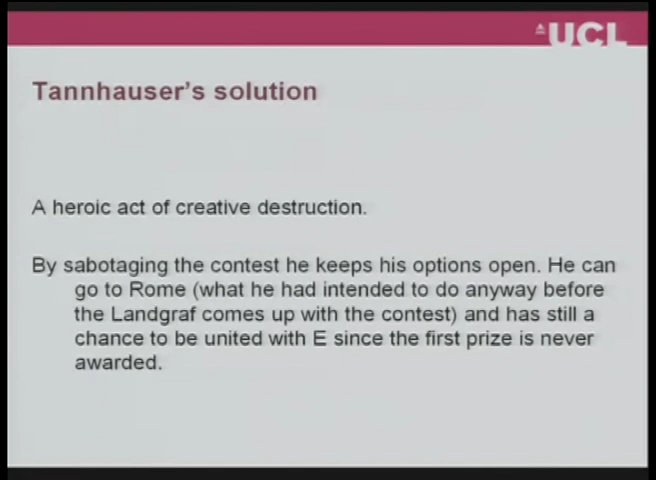 UCL
Tannhauser's solution
A heroic act of creative destruction.
By sabotaging the contest he keeps his options open. He can
go to Rome (what he had intended to do anyway before
the Landgraf comes up with the contest) and has still a
chance to be united with E since the first prize is never
awarded.